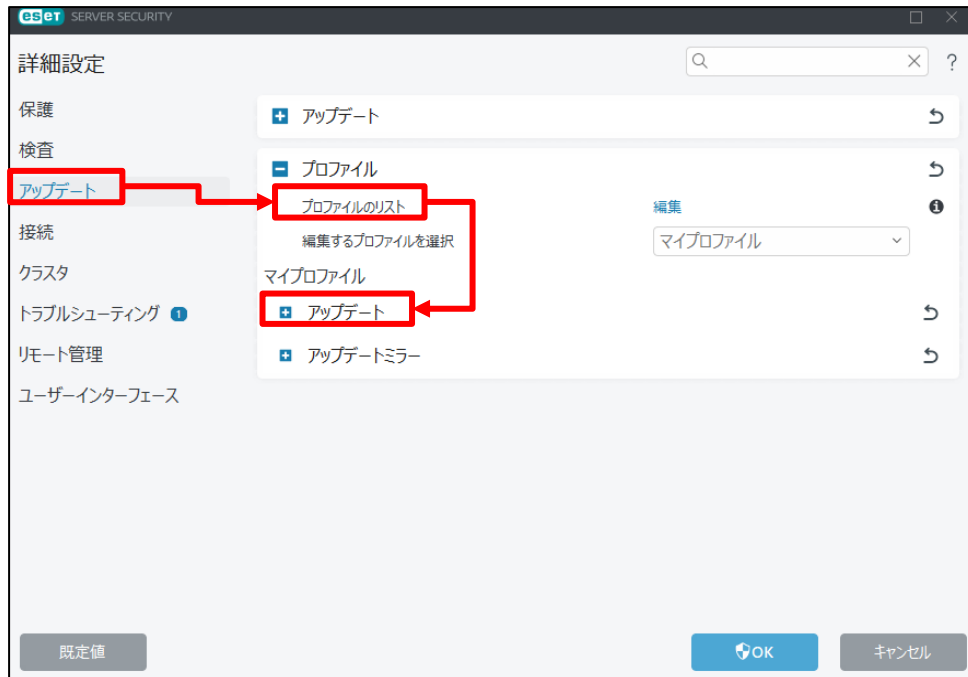 eset SERVER SECURITY
詳細設定
?
保護
検査
アップデート
接続
クラスタ
トラブルシューティング 1
リモート管理
ユーザーインターフェース
アップデート
プロファイル
プロファイルのリスト 編集
編集するプロファイルを選択 マイプロファイル
マイプロファイル
アップデート
アップデートミラー
既定値
OK
キャンセル